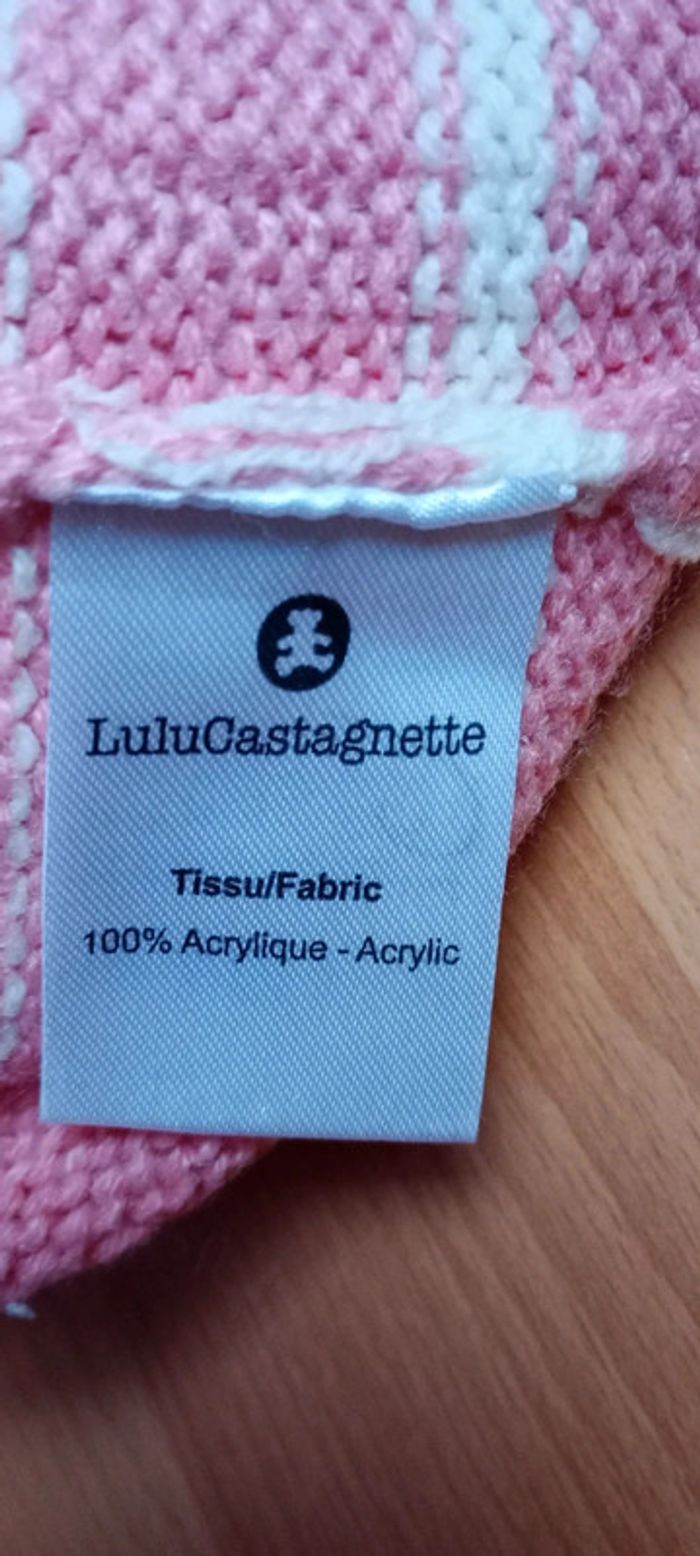 LuluCastagnette
Tissu/Fabric
100% Acrylique - Acrylic